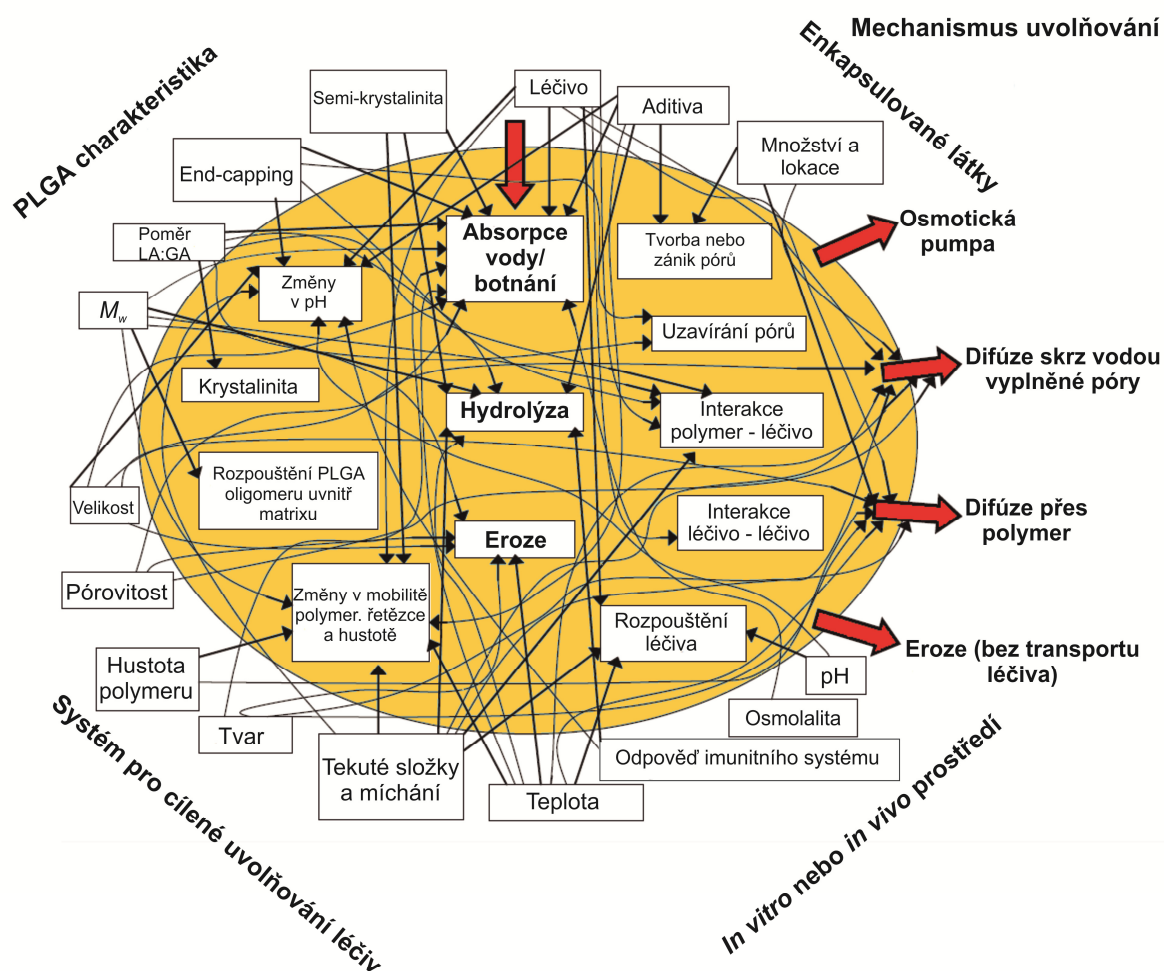 Mechanismus uvolňování
PLGA charakteristika
Enkapsulované látky
Semi-krystalinita
Léčivo
Aditiva
Množství a
lokace
End-capping
Poměr
LA:GA
Absorpce
vody/
botnání
Tvorba nebo
zánik pórů
Osmotická
pumpa
Změny
v pH
Mw
Uzavírání pórů
Difúze skrz vodou
vyplněné póry
Krystalinita
Hydrolýza
Interakce
polymer - léčivo
Rozpouštění PLGA
oligomeru uvnitř
matrixu
Velikost
Interakce
léčivo - léčivo
Difúze přes
polymer
Eroze
Pórovitost
Změny v mobilitě
polymer. řetězce
a hustotě
Rozpouštění
léčiva
Eroze (bez transportu
léčiva)
Hustota
polymeru
pH
Osmolalita
Tvar
Tekuté složky
a míchání
Odpověď imunitního systému
Teplota
Systém pro cílené uvolňování léčiv
In vitro nebo in vivo prostředí